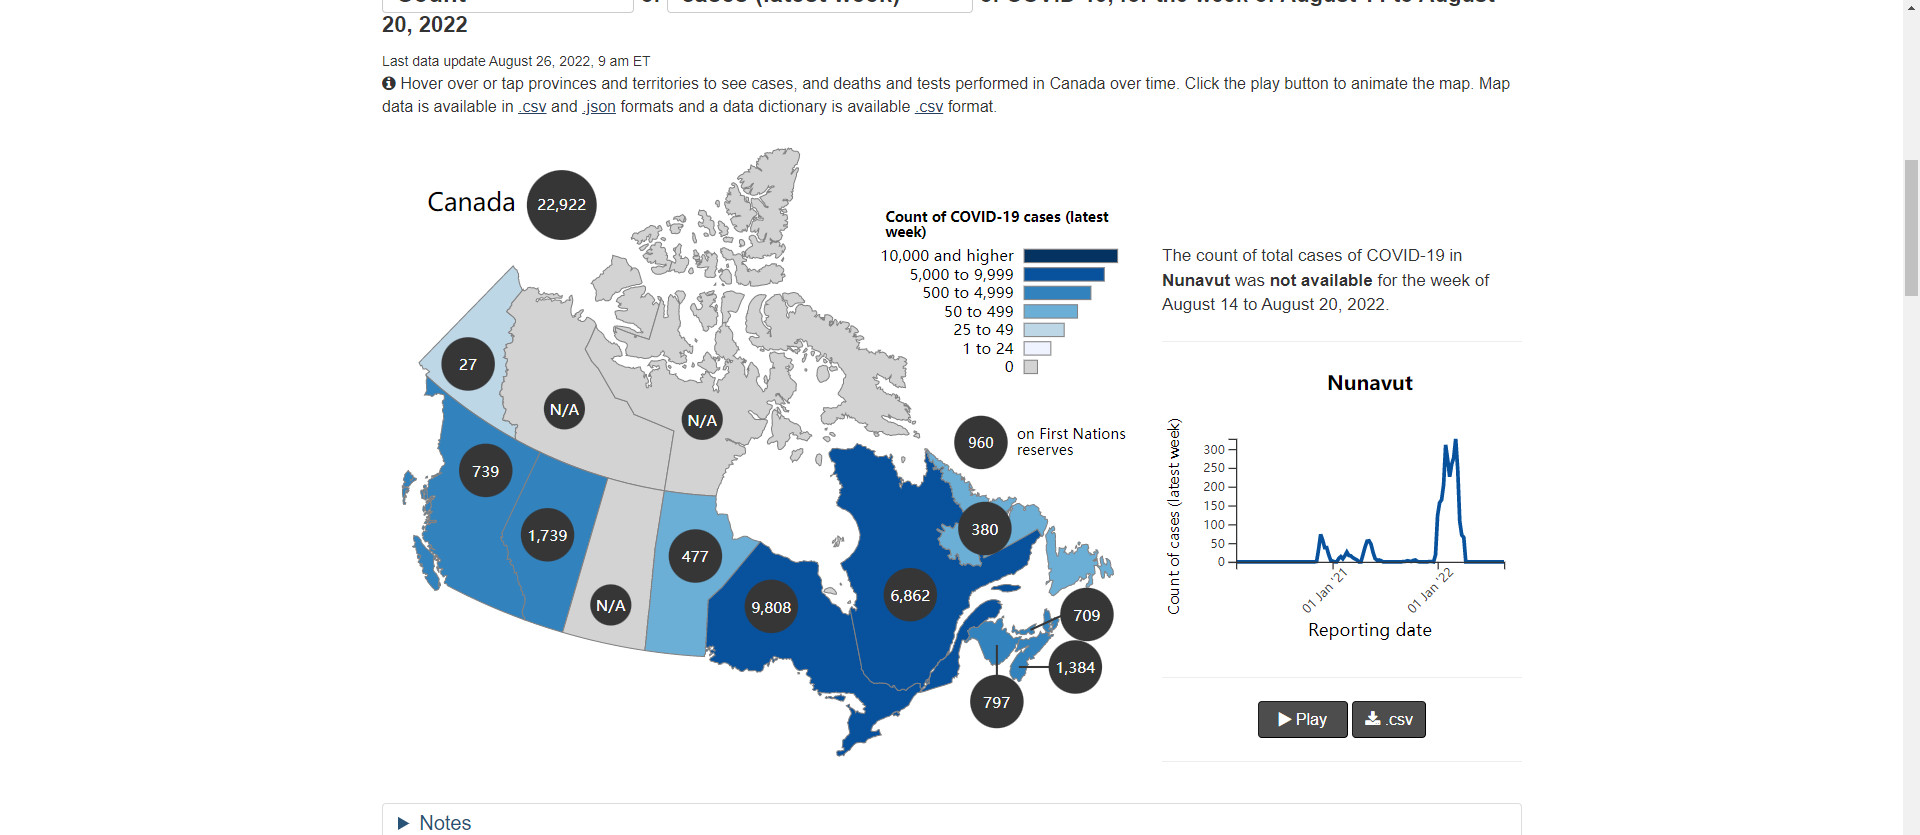 Count of cases (latest week) of COVID-19, for the week of August 14 to August
20, 2022
Last data update August 26, 2022, 9 am ET
Hover over or tap provinces and territories to see cases, and deaths and tests performed in Canada over time. Click the play button to animate the map. Map
data is available in .csv and .json formats and a data dictionary is available .csv format.
Canada 22,922
Count of COVID-19 cases (latest
week)
10,000 and higher
5,000 to 9,999
500 to 4,999
50 to 499
25 to 49
1 to 24
0
27
N/A
N/A
960
on First Nations
reserves
739
1,739
477
380
N/A
9,808
6,862
709
1,384
797
The count of total cases of COVID-19 in
Nunavut was not available for the week of
August 14 to August 20, 2022.
Nunavut
Count of cases (latest week)
300
250
200
150
100
50
0
01 Jan '21
01 Jan '22
Reporting date
Play
.csv
Notes